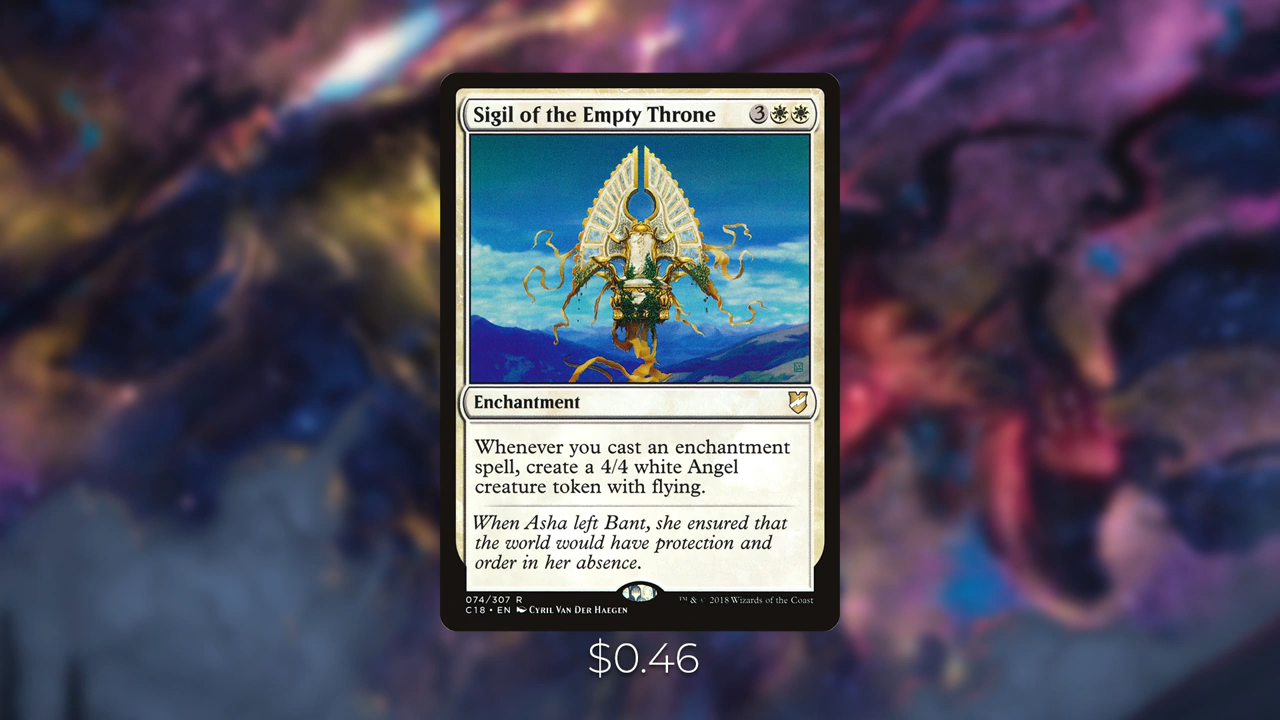 Sigil of the Empty Throne 3
Enchantment
Whenever you cast an enchantment
spell, create a 4/4 white Angel
creature token with flying.
When Asha left Bant, she ensured that
the world would have protection and
order in her absence.
074/307 R
C18 • EN Cyril Van Der Haegen
™ & © 2018 Wizards of the Coast
$0.46